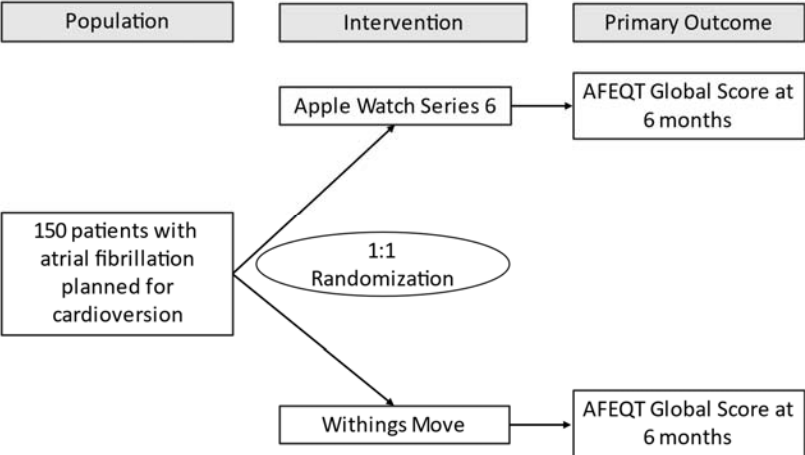 Population
Intervention
Primary Outcome
Apple Watch Series 6
AFEQT Global Score at
6 months
150 patients with
atrial fibrillation
planned for
cardioversion
1:1
Randomization
Withings Move
AFEQT Global Score at
6 months